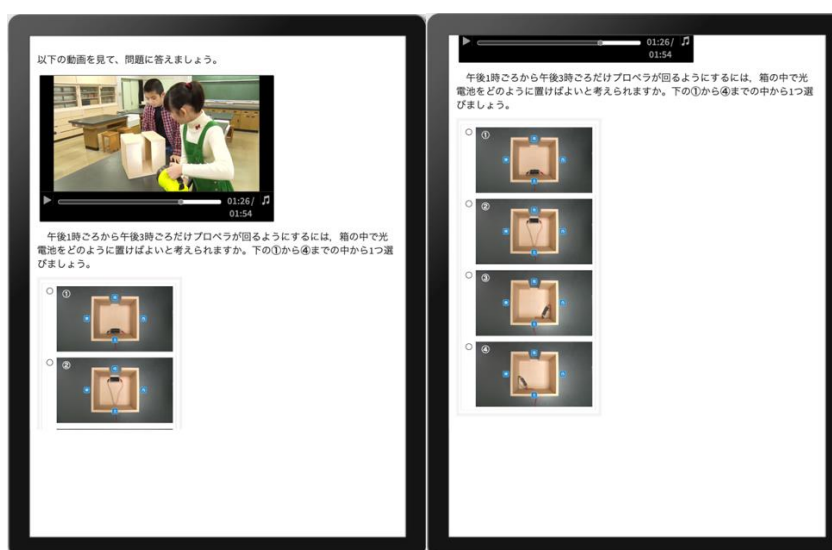 以下の動画を見て、問題に答えましょう。
01:26/
01:54
午後1時ごろから午後3時ごろだけプロペラが回るようにするには，箱の中で光
電池をどのように置けばよいと考えられますか。下の①から④までの中から1つ選
びましょう。
①
②
01:26/
01:54
午後1時ごろから午後3時ごろだけプロペラが回るようにするには，箱の中で光
電池をどのように置けばよいと考えられますか。下の①から④までの中から1つ選
びましょう。
①
②
③
④